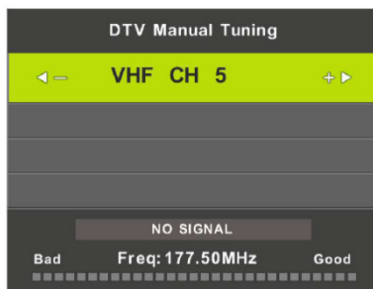 DTV Manual Tuning
− VHF CH 5 +
NO SIGNAL
Bad Freq:177.50MHz Good